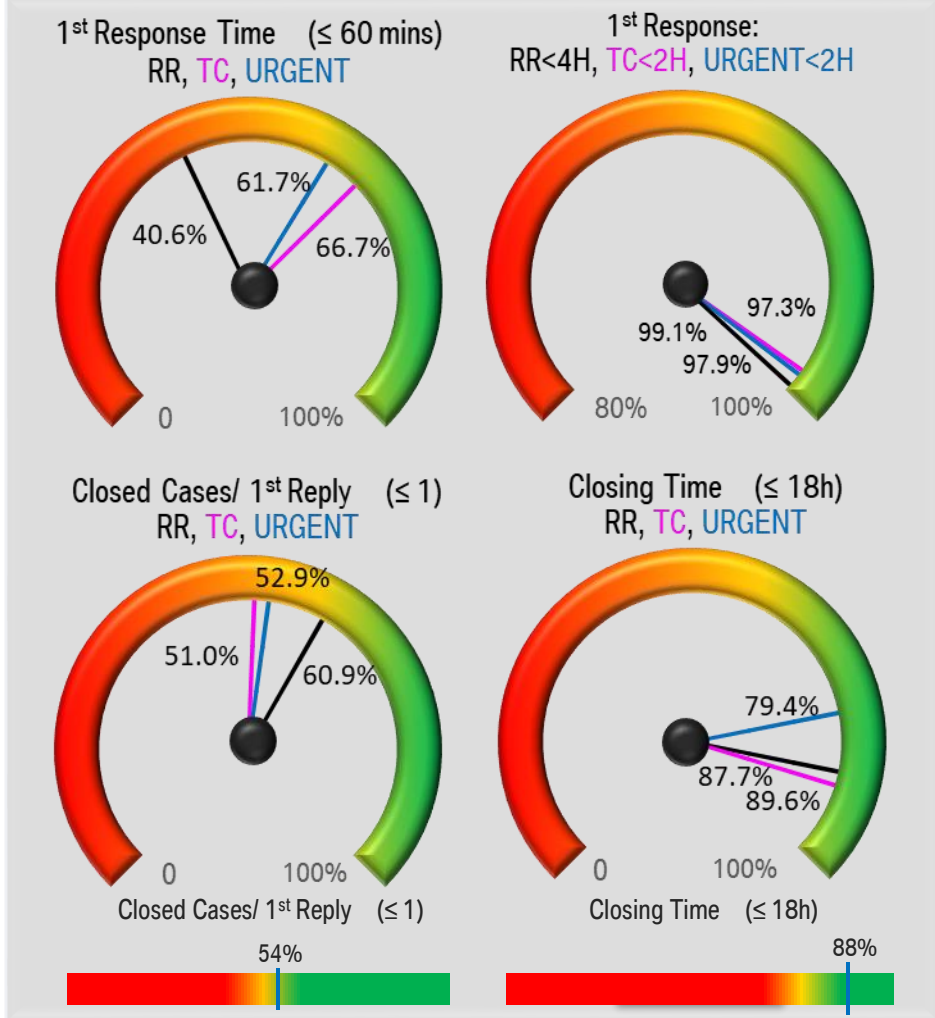 1st Response Time (≤ 60 mins)
RR, TC, URGENT
61.7%
40.6%
66.7%
0
100%
1st Response:
RR<4H, TC<2H, URGENT<2H
97.3%
99.1%
97.9%
80%
100%
Closed Cases/ 1st Reply (≤ 1)
RR, TC, URGENT
52.9%
51.0%
60.9%
0
100%
Closed Cases/ 1st Reply (≤ 1)
54%
Closing Time (≤ 18h)
RR, TC, URGENT
79.4%
87.7%
89.6%
0
100%
Closing Time (≤ 18h)
88%